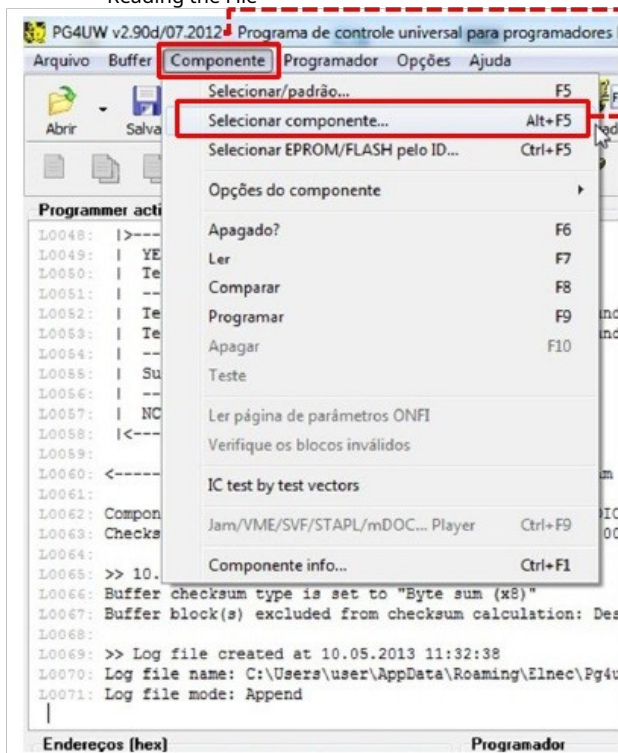 Reading the File
PG4UW v2.90d/07.2012 - Programa de controle universal para programadores
Arquivo Buffer Componente Programador Opções Ajuda
Abrir Salva
Selecionar/padrão... F5
Selecionar componente... Alt+F5
Selecionar EPROM/FLASH pelo ID... Ctrl+F5
Opções do componente
Apagado? F6
Ler F7
Comparar F8
Programar F9
Apagar F10
Teste
Ler página de parâmetros ONFI
Verifique os blocos inválidos
IC test by test vectors
Jam/VME/SVF/STAPL/mDOC... Player Ctrl+F9
Componente info... Ctrl+F1
Programmer acti
L0048: |>---
L0049: | YE
L0050: | Te
L0051: | --
L0052: | Te
L0053: | Te
L0054: | --
L0055: | Su
L0056: | --
L0057: | NC
L0058: |<---
L0059:
L0060: <-----
L0061:
L0062: Compon
L0063: Checks
L0064:
L0065: >> 10.
L0066: Buffer checksum type is set to "Byte sum (x8)"
L0067: Buffer block(s) excluded from checksum calculation: Des
L0068:
L0069: >> Log file created at 10.05.2013 11:32:38
L0070: Log file name: C:\Users\user\AppData\Roaming\Elnec\Pg4u
L0071: Log file mode: Append
Endereços (hex) Programador